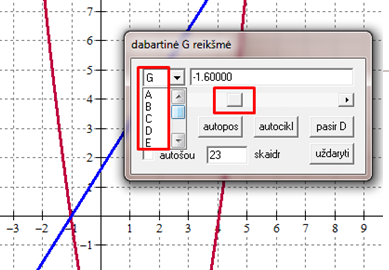 7
dabartinė G reikšmė
6
G -1.60000
5
A
4
B
C
autopos autocikl pasir D
3
D
E
2
autošou 23 skaidr uždaryti
1
-3 -2 -1 1 2 3 4 5 6 7 8 9
-1